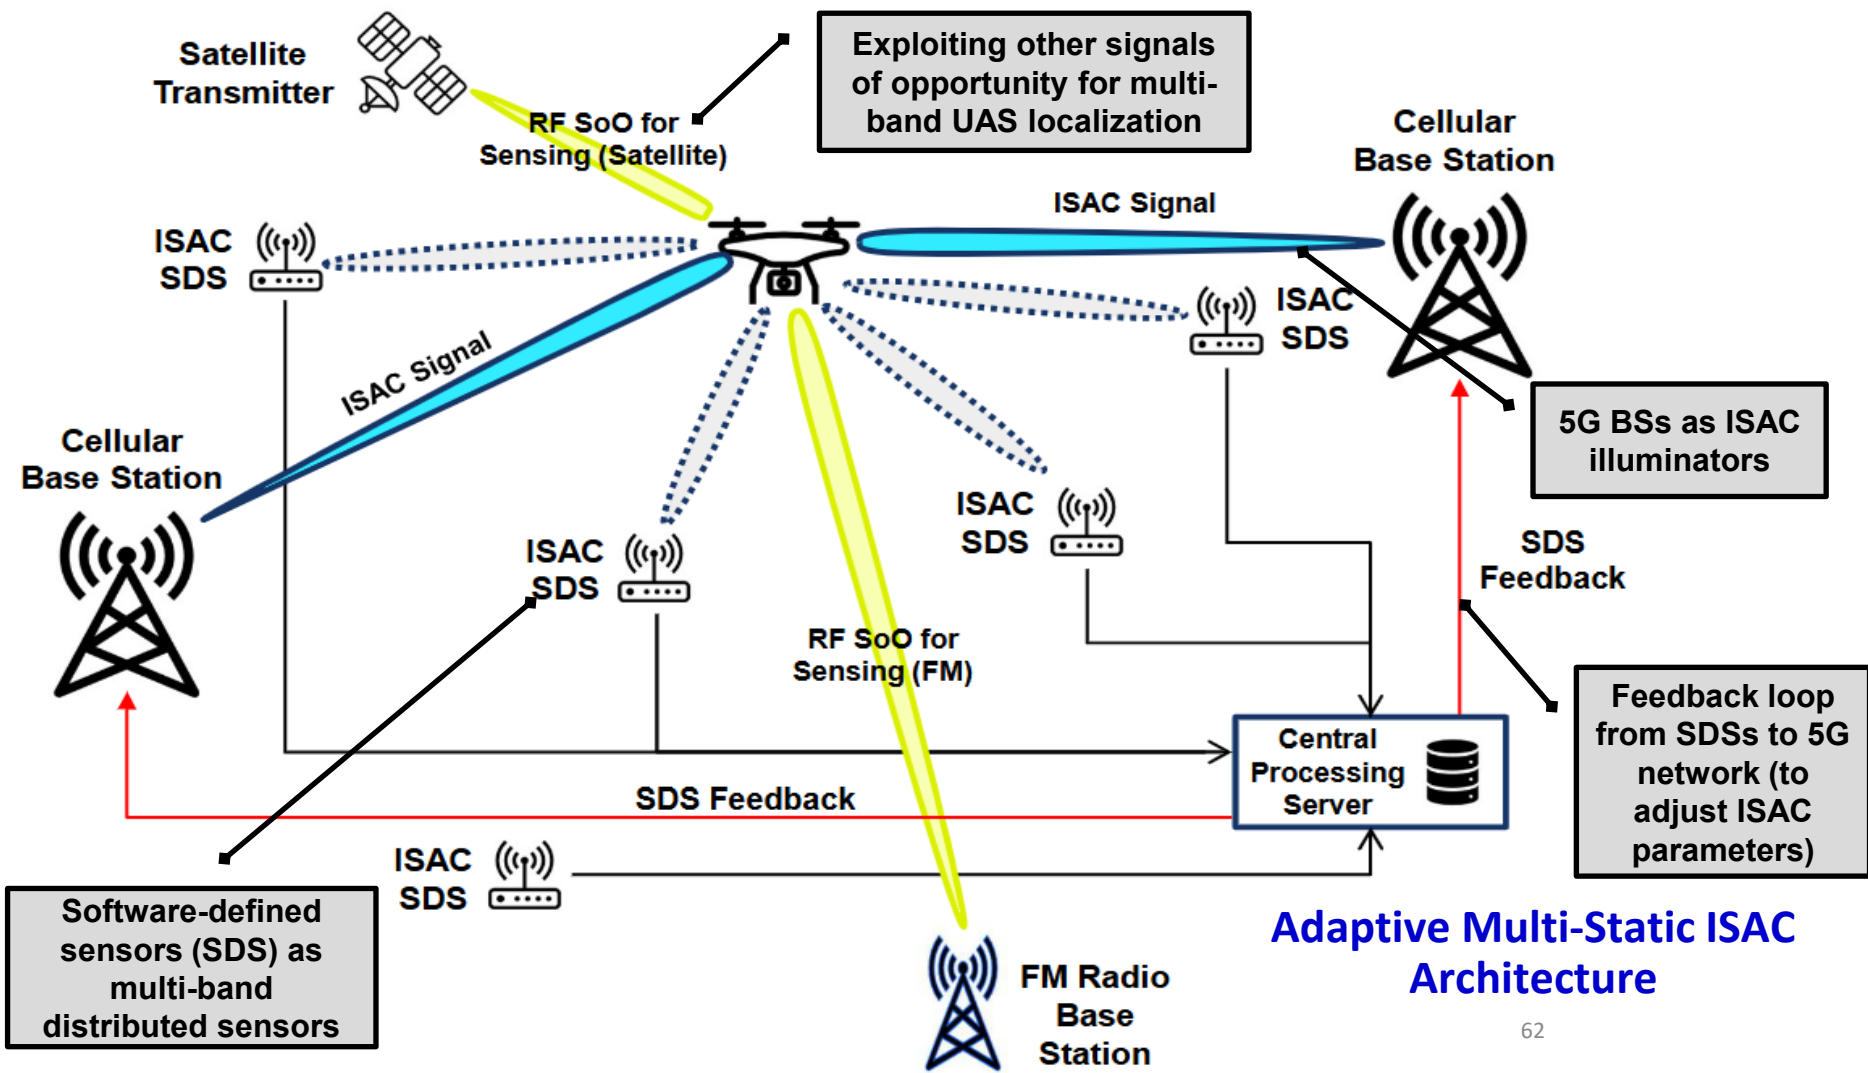 Satellite
Transmitter
Exploiting other signals
of opportunity for multi-
band UAS localization
RF SoO for
Sensing (Satellite)
Cellular
Base Station
ISAC Signal
ISAC
SDS
ISAC
SDS
ISAC Signal
5G BSs as ISAC
illuminators
Cellular
Base Station
ISAC
SDS
ISAC
SDS
SDS
Feedback
RF SoO for
Sensing (FM)
Feedback loop
from SDSs to 5G
network (to
adjust ISAC
parameters)
Central
Processing
Server
SDS Feedback
ISAC
SDS
Software-defined
sensors (SDS) as
multi-band
distributed sensors
FM Radio
Base
Station
Adaptive Multi-Static ISAC
Architecture
62